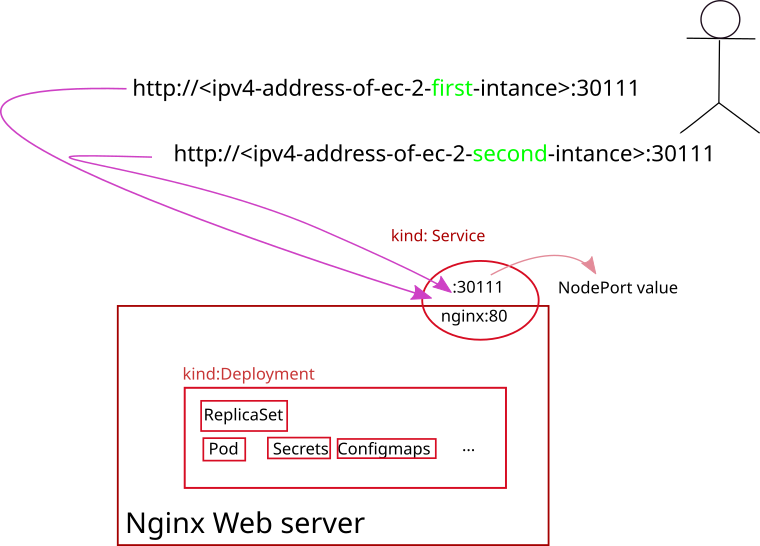 http://<ipv4-address-of-ec-2-first-intance>:30111
http://<ipv4-address-of-ec-2-second-intance>:30111
kind: Service
:30111
NodePort value
nginx:80
kind:Deployment
ReplicaSet
Pod
Secrets
Configmaps
...
Nginx Web server